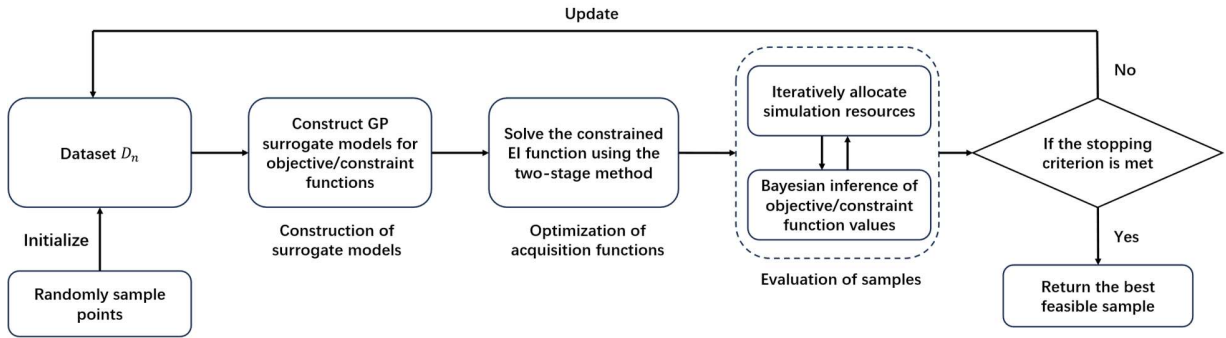 Update
Dataset Dₙ
Initialize
Randomly sample
points
Construct GP
surrogate models for
objective/constraint
functions
Construction of
surrogate models
Solve the constrained
EI function using the
two-stage method
Optimization of
acquisition functions
Iteratively allocate
simulation resources
Bayesian inference of
objective/constraint
function values
Evaluation of samples
If the stopping
criterion is met
No
Yes
Return the best
feasible sample